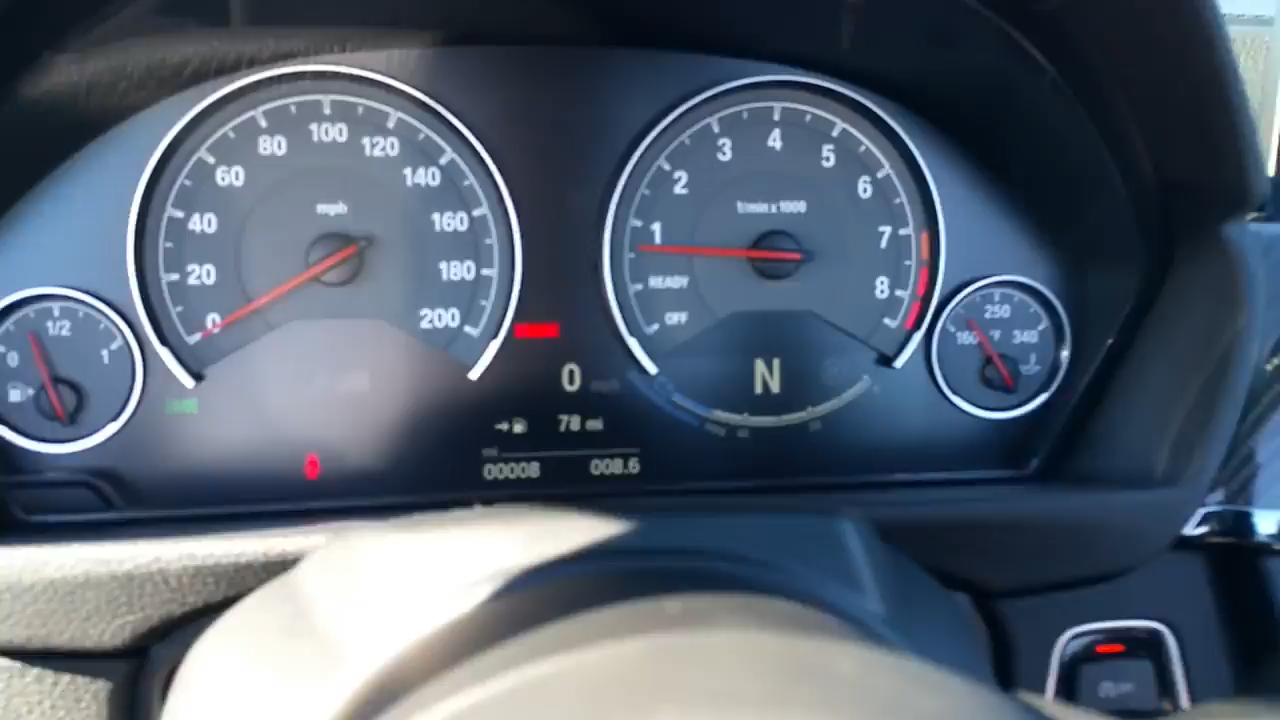 0 20 40 60 80 100 120 140 160 180 200
mph
OFF READY 1 2 3 4 5 6 7 8
1/min x 1000
0 1/2 1
160 250 340
°F
N
0 mph
78 mi
00008 008.6